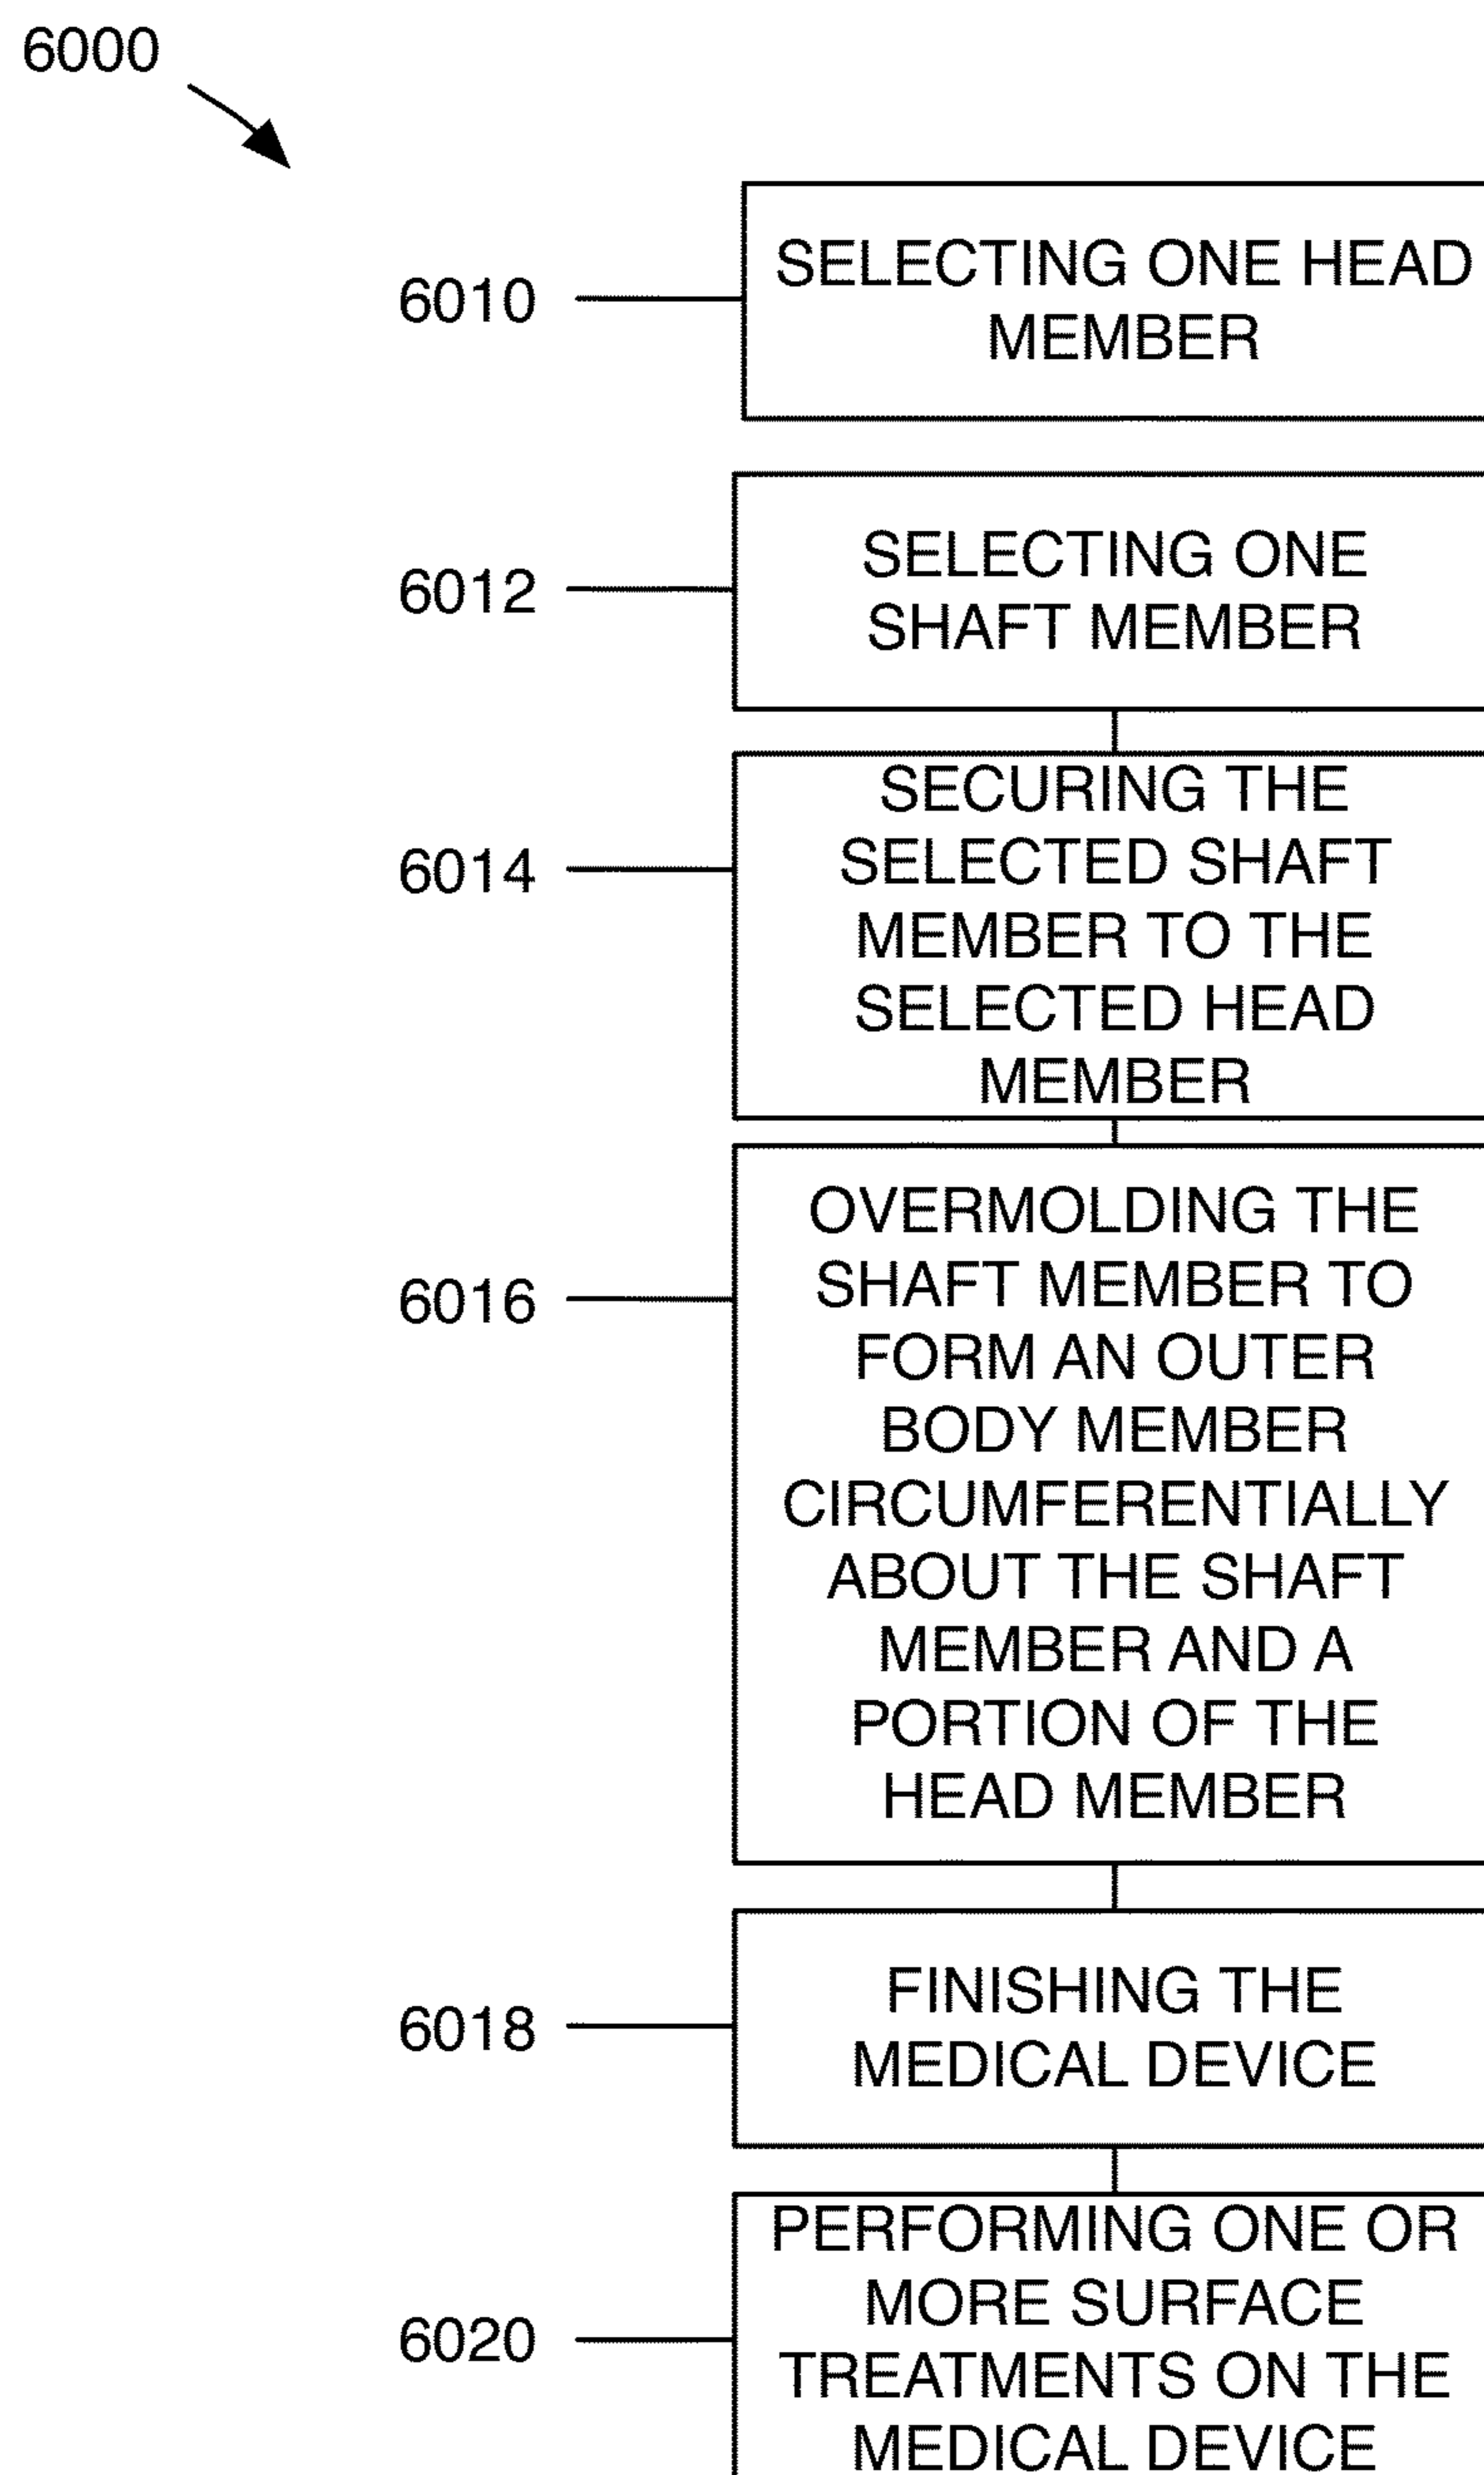 6000
6010
SELECTING ONE HEAD
MEMBER
6012
SELECTING ONE
SHAFT MEMBER
6014
SECURING THE
SELECTED SHAFT
MEMBER TO THE
SELECTED HEAD
MEMBER
6016
OVERMOLDING THE
SHAFT MEMBER TO
FORM AN OUTER
BODY MEMBER
CIRCUMFERENTIALLY
ABOUT THE SHAFT
MEMBER AND A
PORTION OF THE
HEAD MEMBER
6018
FINISHING THE
MEDICAL DEVICE
6020
PERFORMING ONE OR
MORE SURFACE
TREATMENTS ON THE
MEDICAL DEVICE